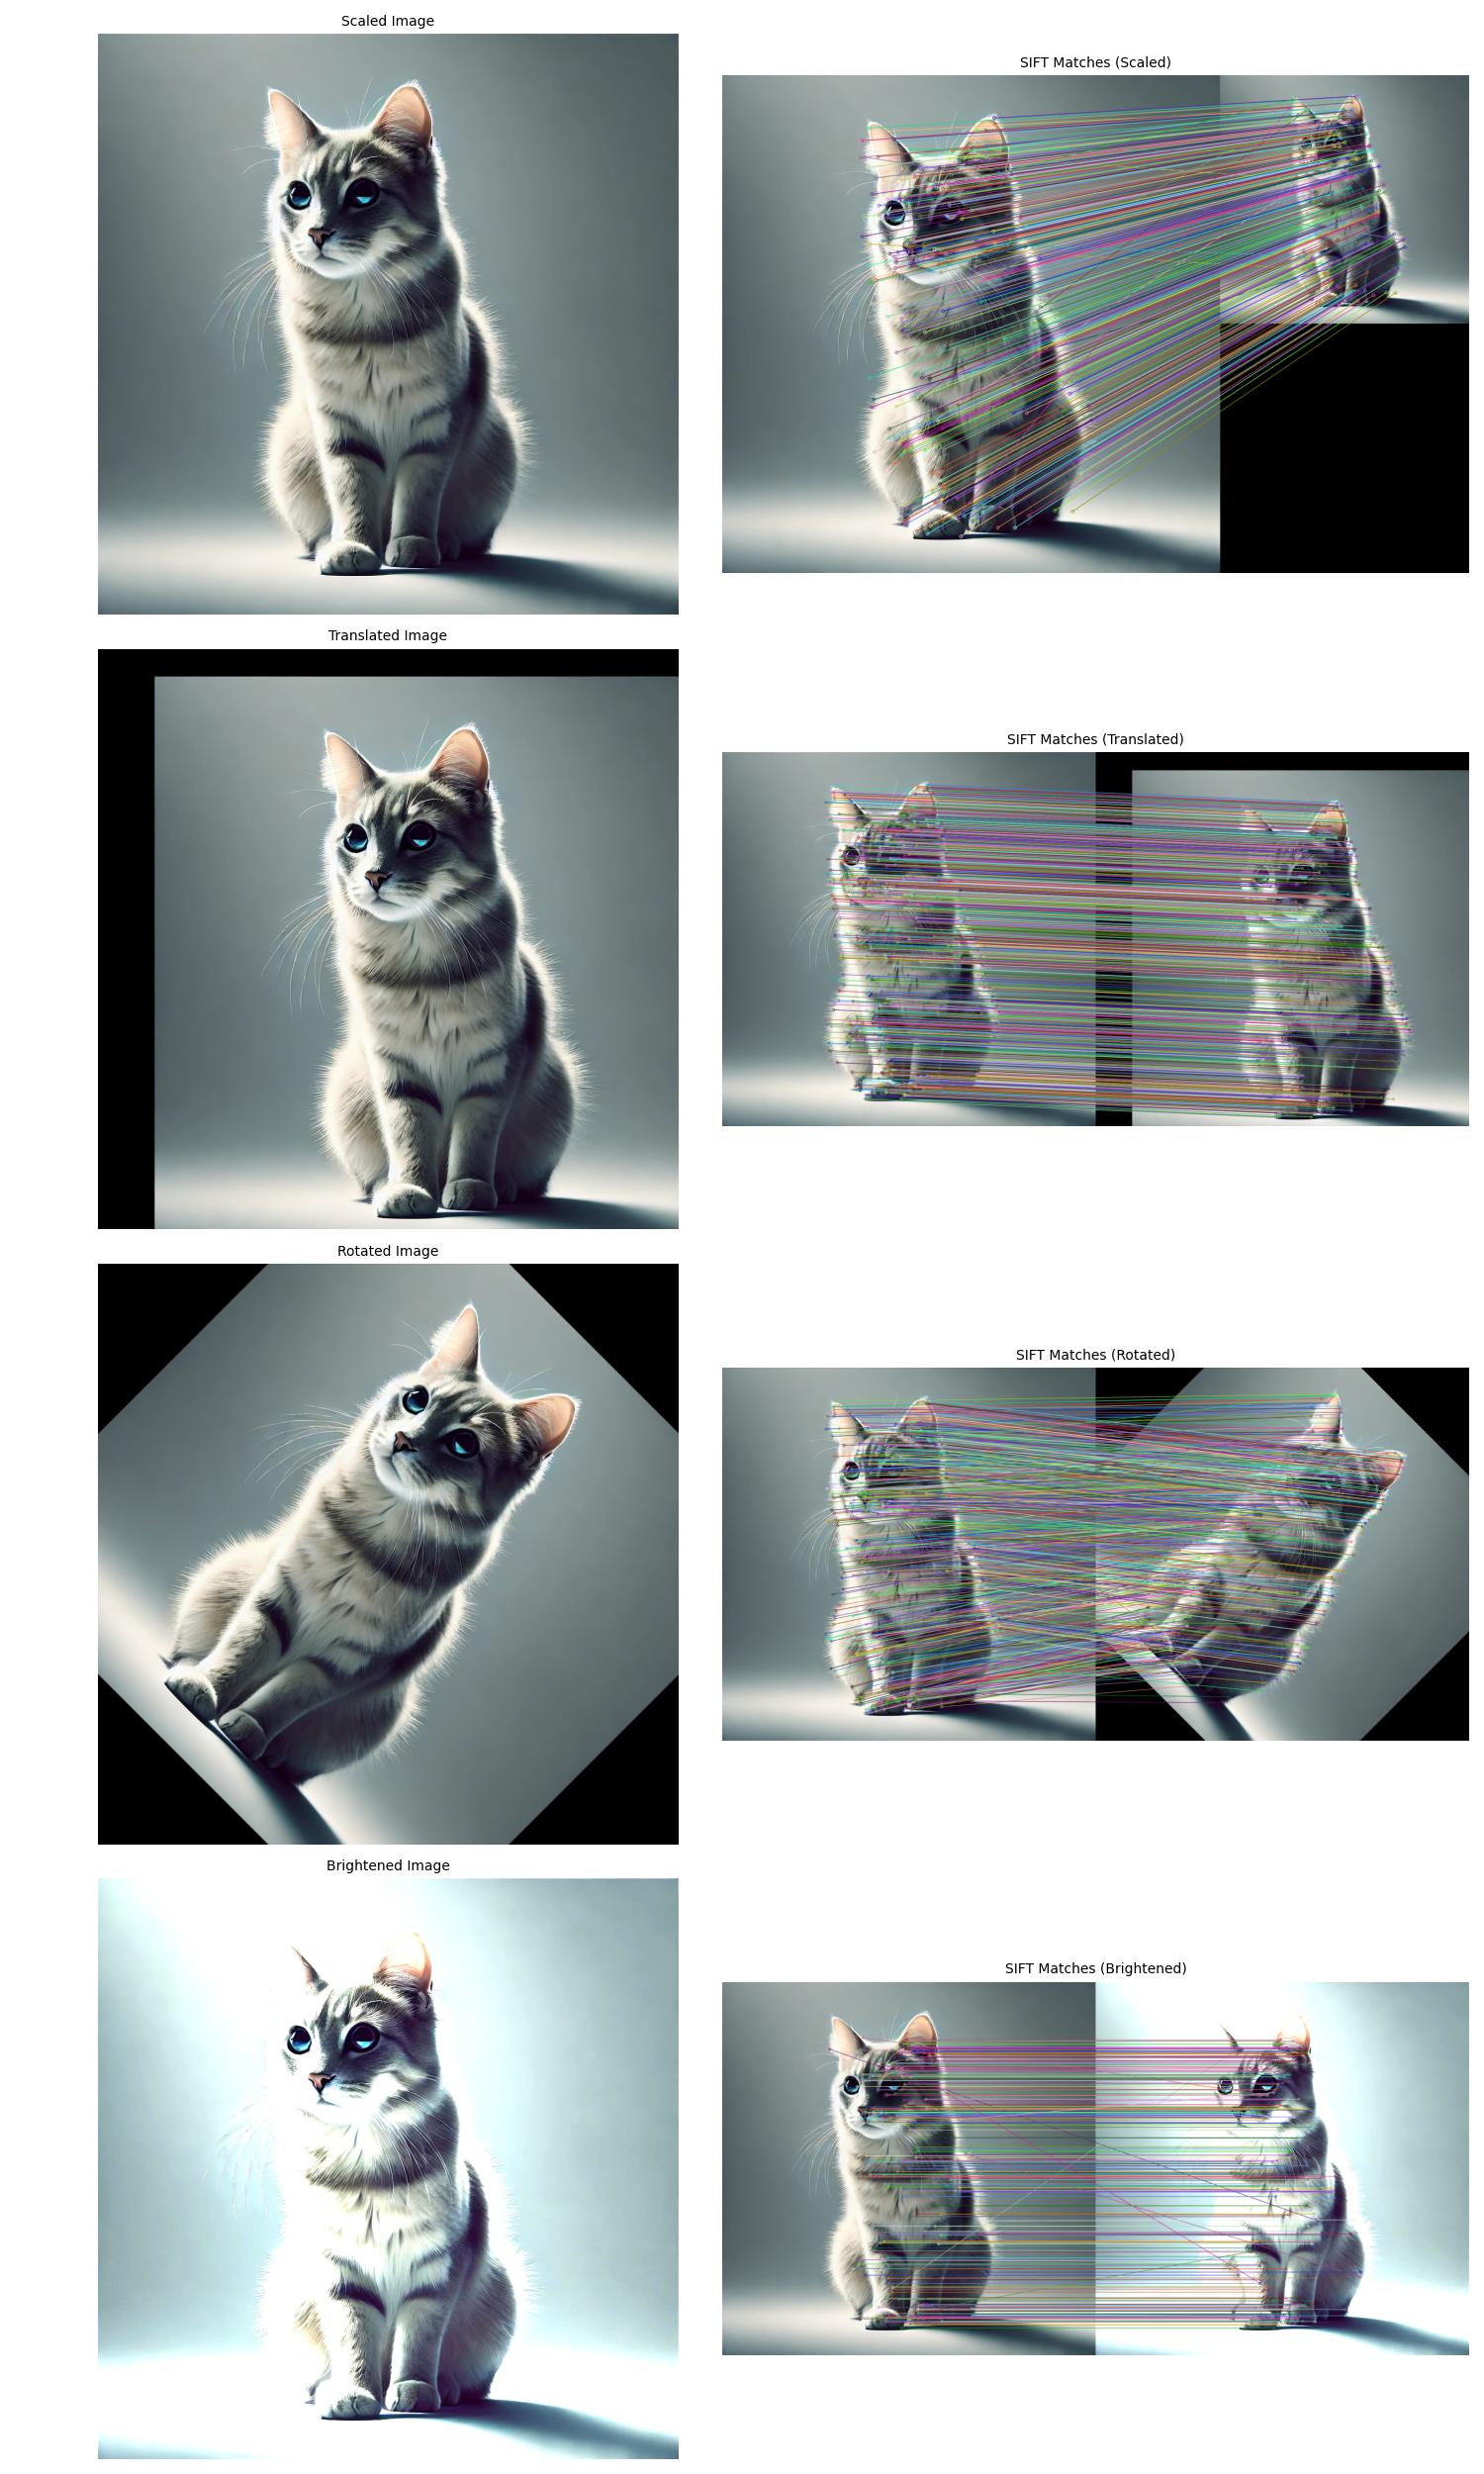 Scaled Image
SIFT Matches (Scaled)
Translated Image
SIFT Matches (Translated)
Rotated Image
SIFT Matches (Rotated)
Brightened Image
SIFT Matches (Brightened)